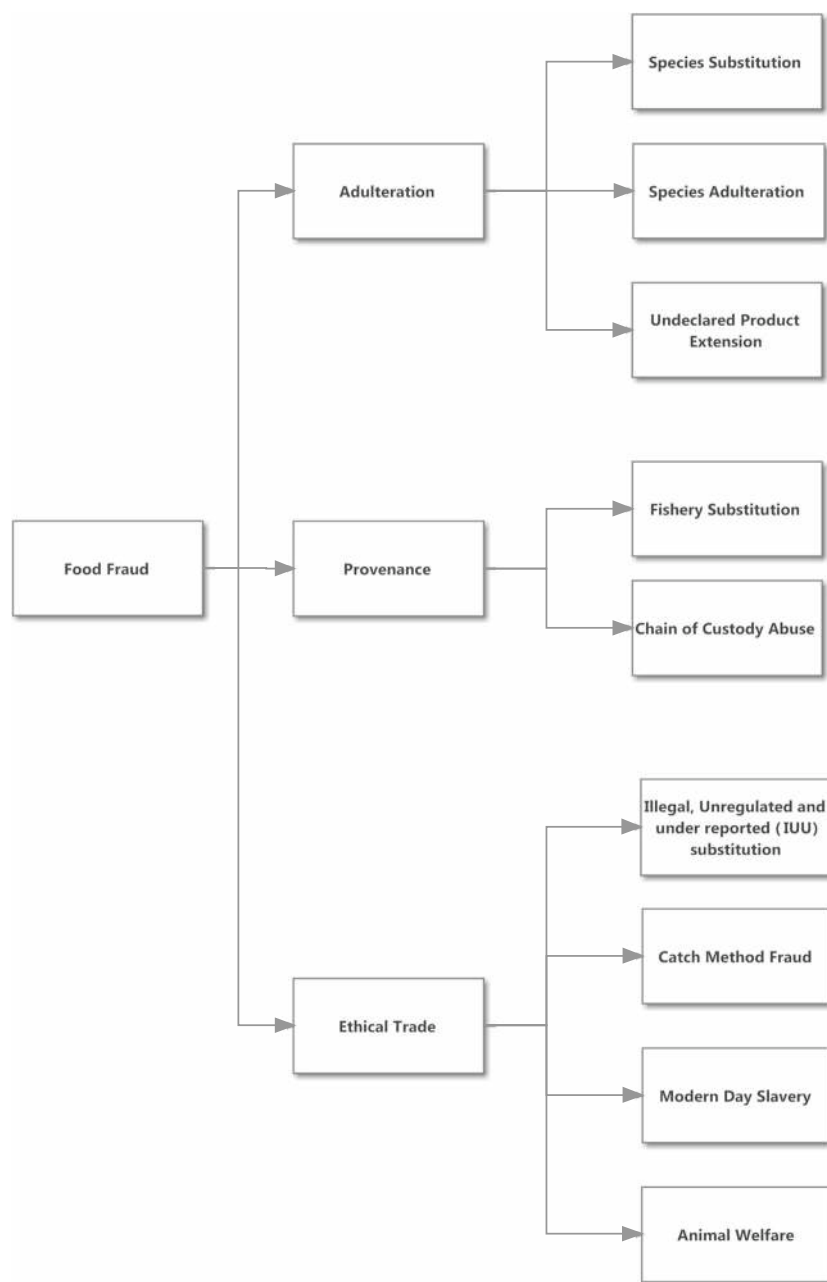 Species Substitution
Adulteration
Species Adulteration
Undeclared Product
Extension
Fishery Substitution
Food Fraud
Provenance
Chain of Custody Abuse
Illegal, Unregulated and
under reported (IUU)
substitution
Catch Method Fraud
Ethical Trade
Modern Day Slavery
Animal Welfare